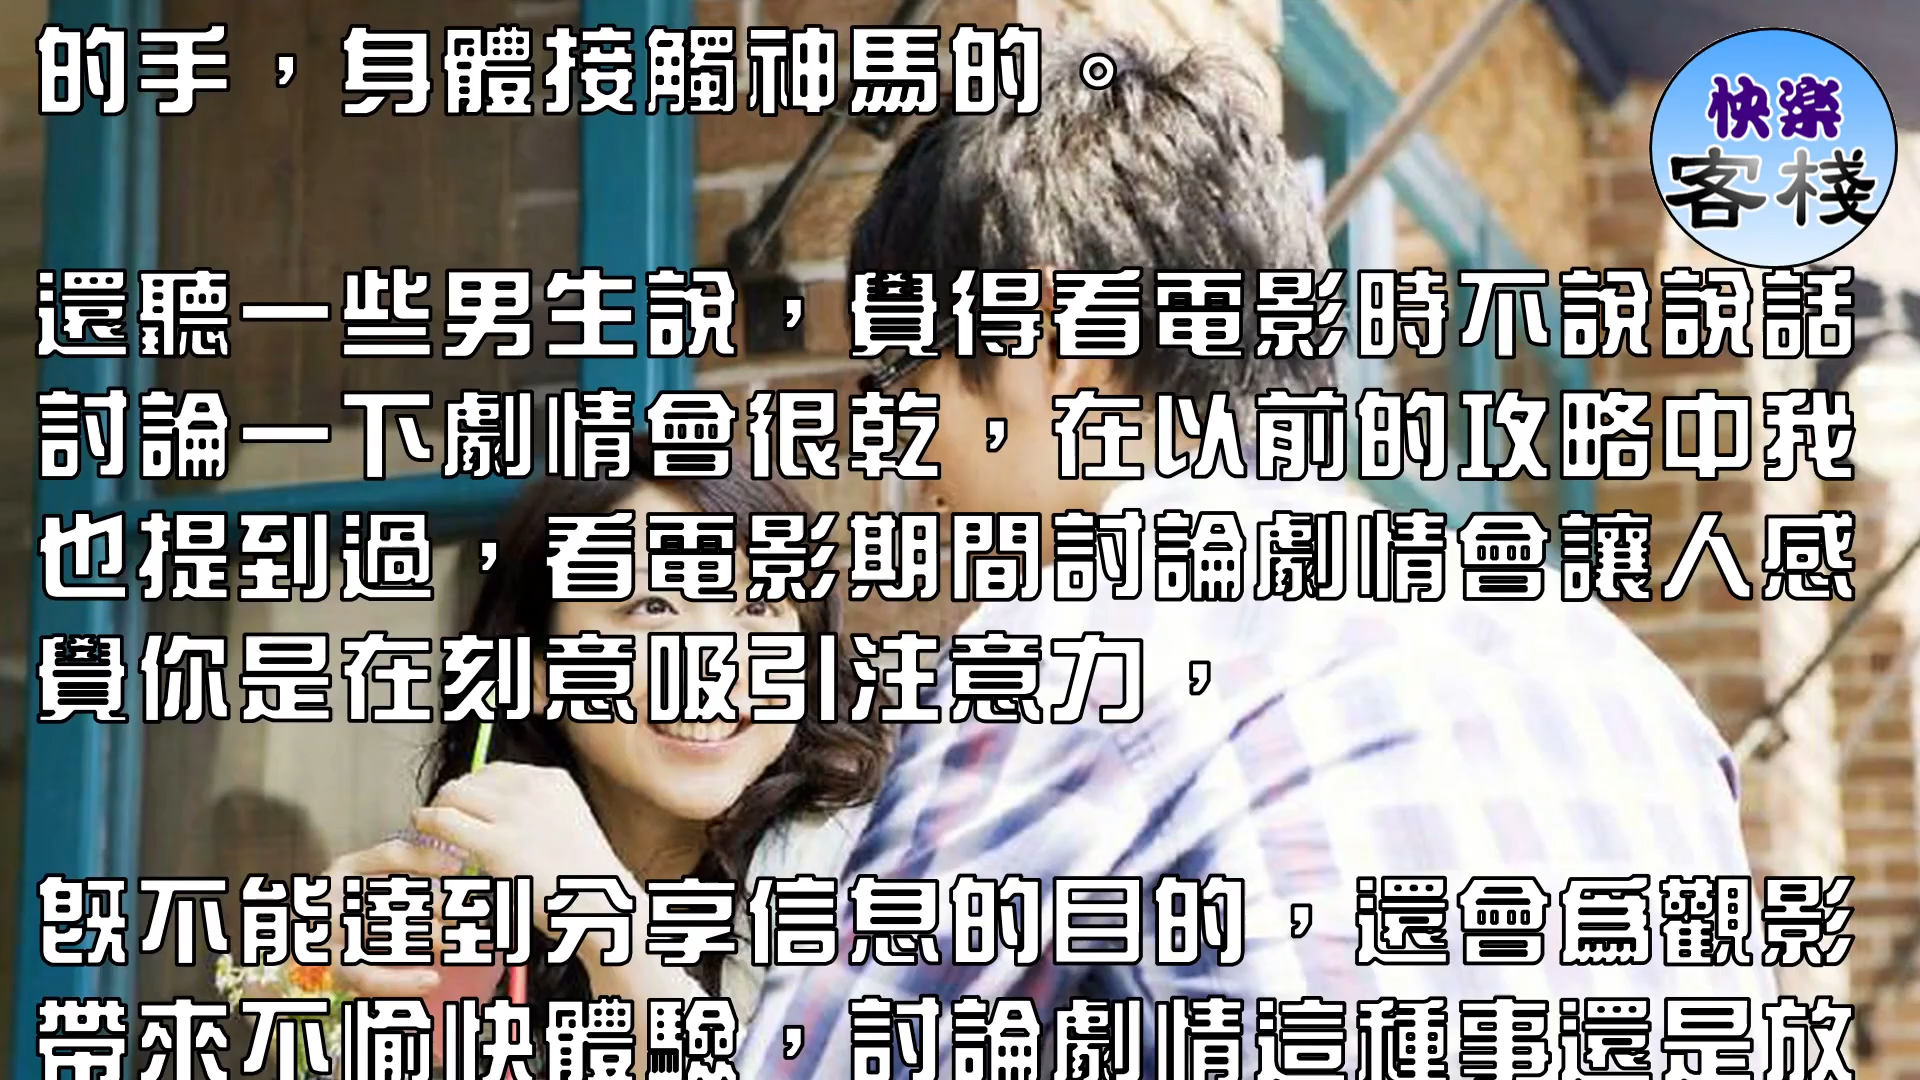 的手，身體接觸神馬的。
快樂
客棧
還聽一些男生說，覺得看電影時不說說話
討論一下劇情會很乾，在以前的攻略中我
也提到過，看電影期間討論劇情會讓人感
覺你是在刻意吸引注意力，
既不能達到分享信息的目的，還會為觀影
帶來不愉快體驗，討論劇情這種事還是放